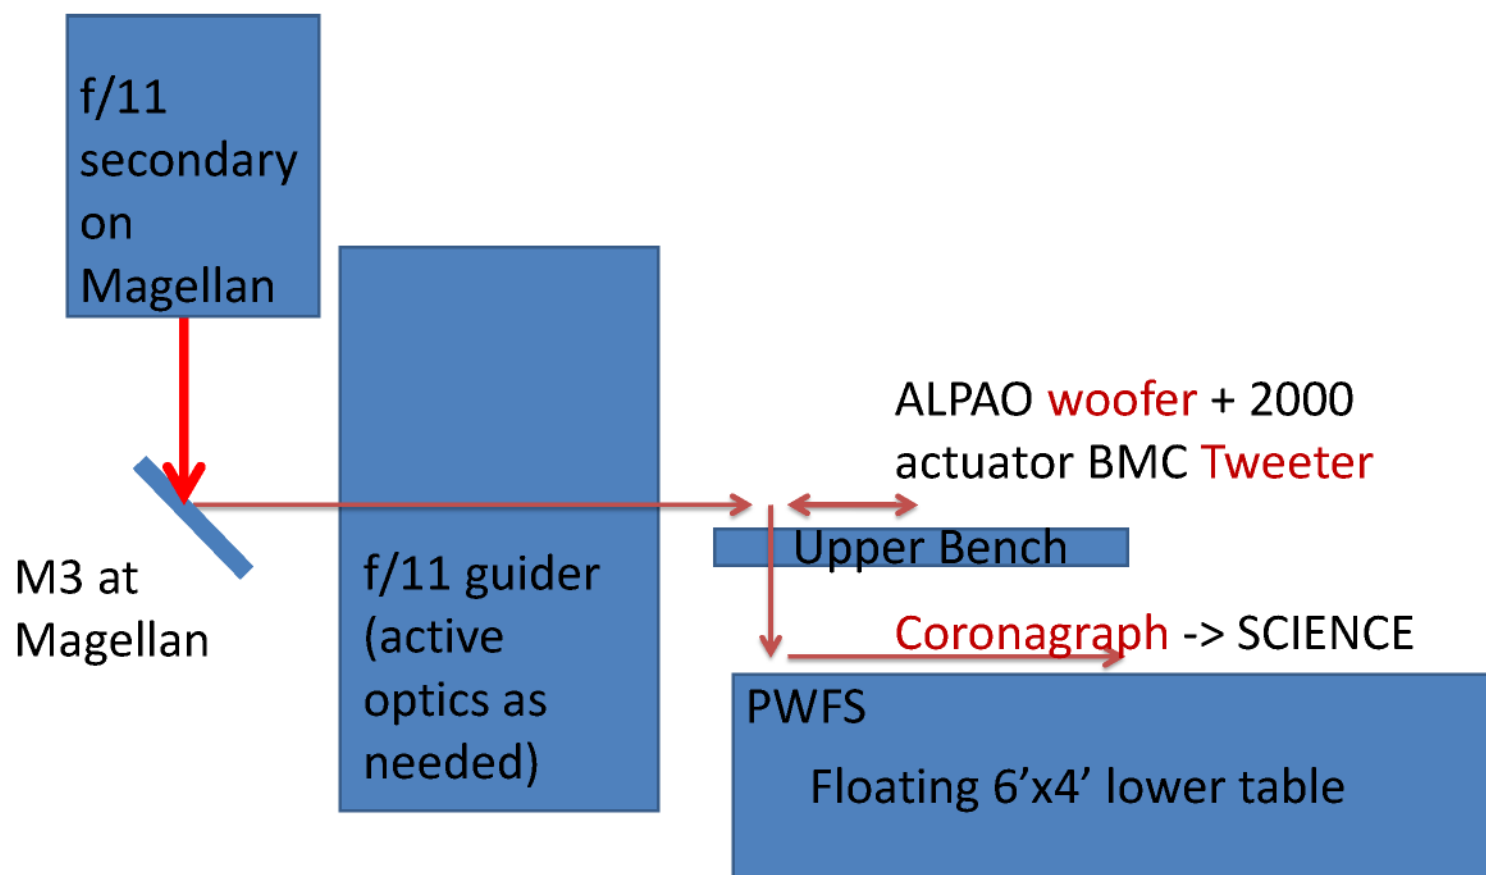 f/11
secondary
on
Magellan
ALPAO woofer + 2000
actuator BMC Tweeter
Upper Bench
M3 at
Magellan
f/11 guider
(active
optics as
needed)
Coronagraph -> SCIENCE
PWFS
Floating 6’x4’ lower table